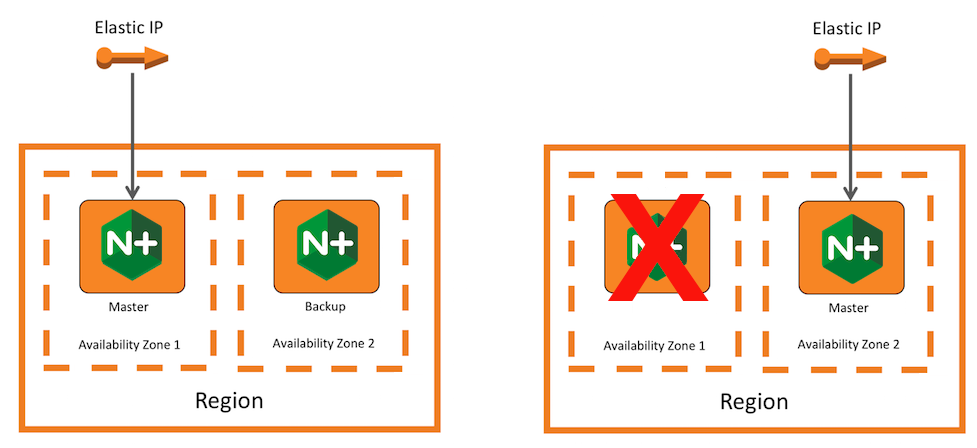 Elastic IP
N+
N+
Master
Backup
Availability Zone 1
Availability Zone 2
Region
Elastic IP
N+
Master
Availability Zone 1
Availability Zone 2
Region